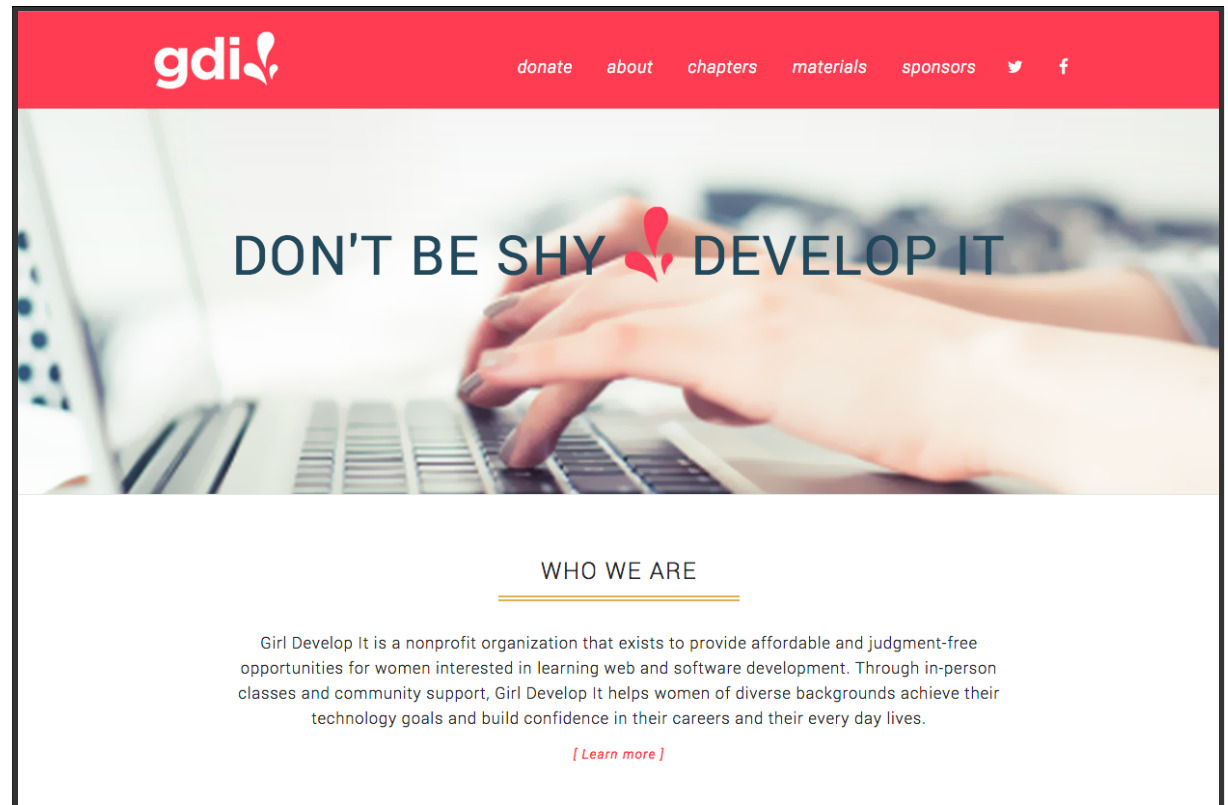 gdi
donate about chapters materials sponsors
DON'T BE SHY DEVELOP IT
WHO WE ARE
Girl Develop It is a nonprofit organization that exists to provide affordable and judgment-free
opportunities for women interested in learning web and software development. Through in-person
classes and community support, Girl Develop It helps women of diverse backgrounds achieve their
technology goals and build confidence in their careers and their every day lives.
[ Learn more ]